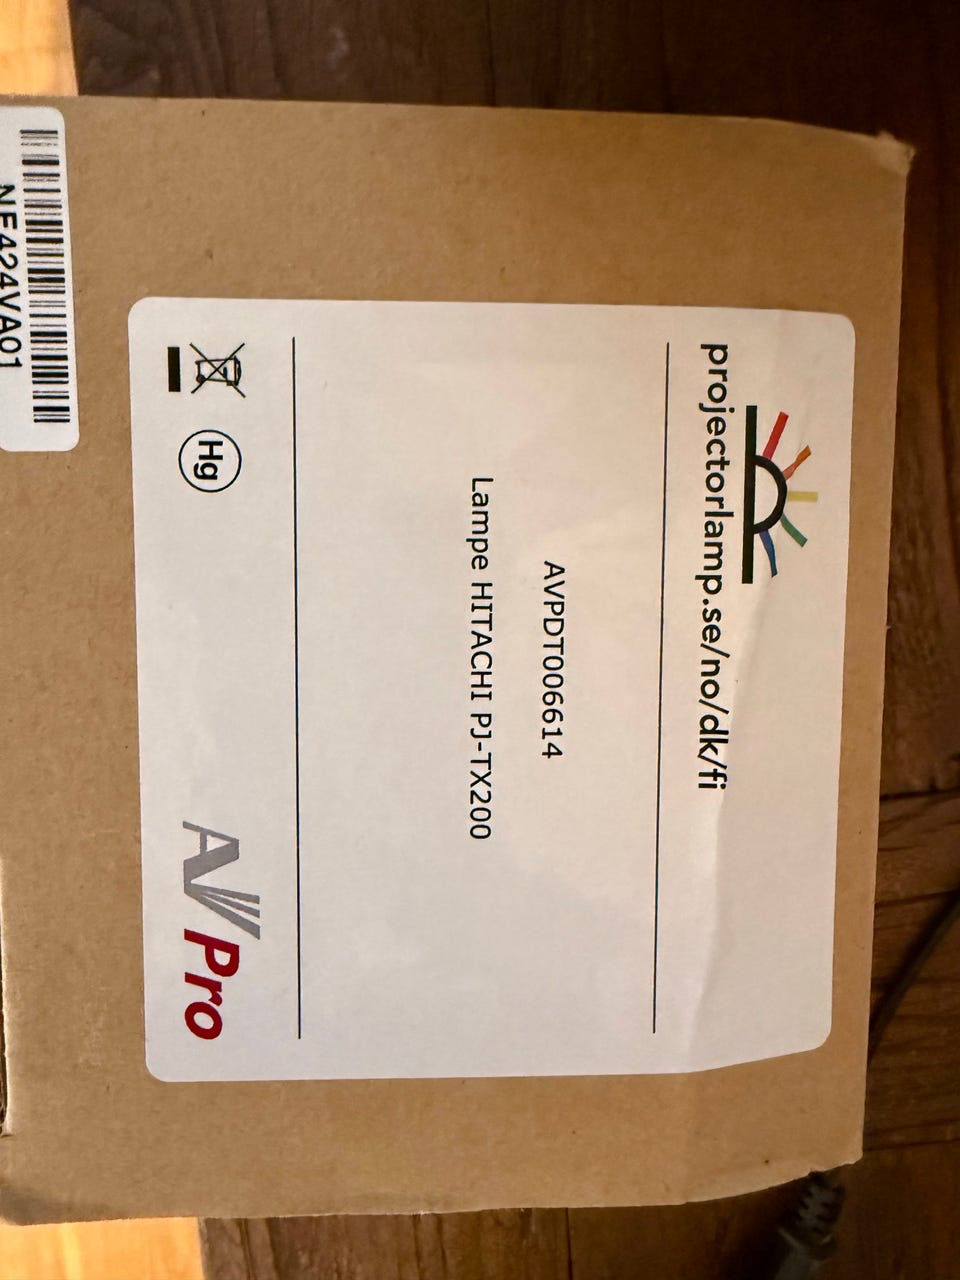 projectorlamp.se/no/dk/fi
AVPDT006614
Lampe HITACHI PJ-TX200
Hg
AV Pro
NE424VA01